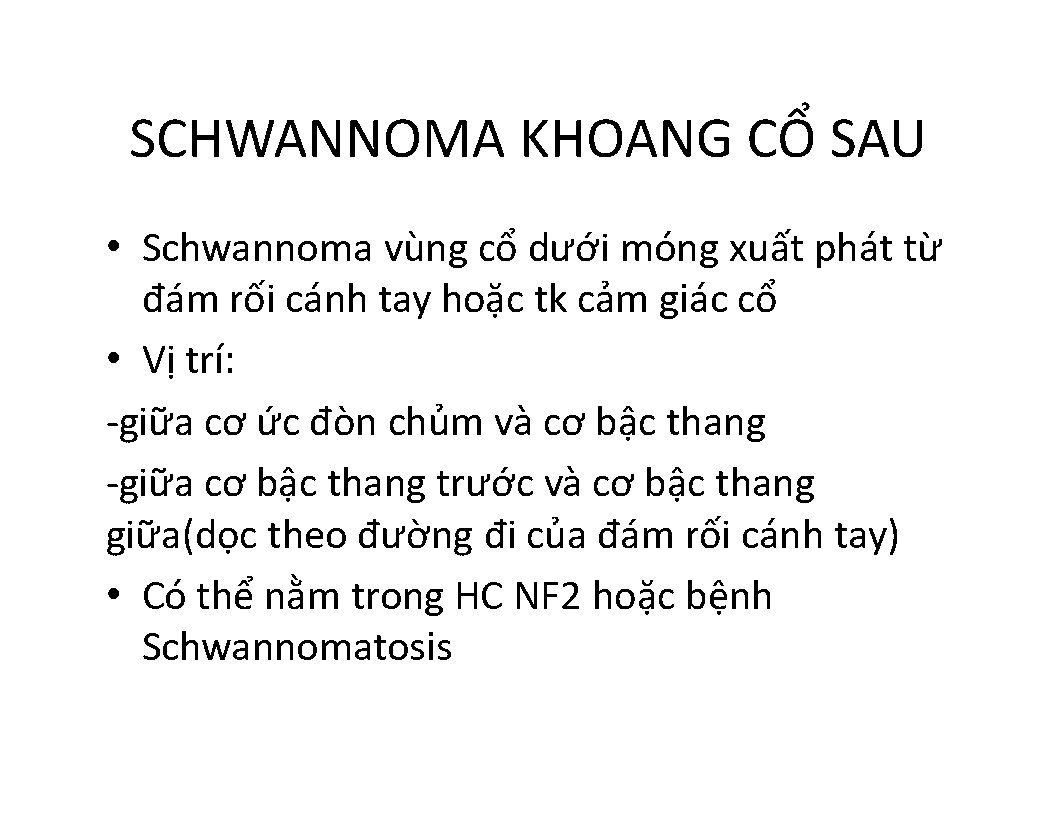 SCHWANNOMA KHOANG CỔ SAU
• Schwannoma vùng cổ dưới móng xuất phát từ
đám rối cánh tay hoặc tk cảm giác cổ
• Vị trí:
-giữa cơ ức đòn chủm và cơ bậc thang
-giữa cơ bậc thang trước và cơ bậc thang
giữa(dọc theo đường đi của đám rối cánh tay)
• Có thể nằm trong HC NF2 hoặc bệnh
Schwannomatosis